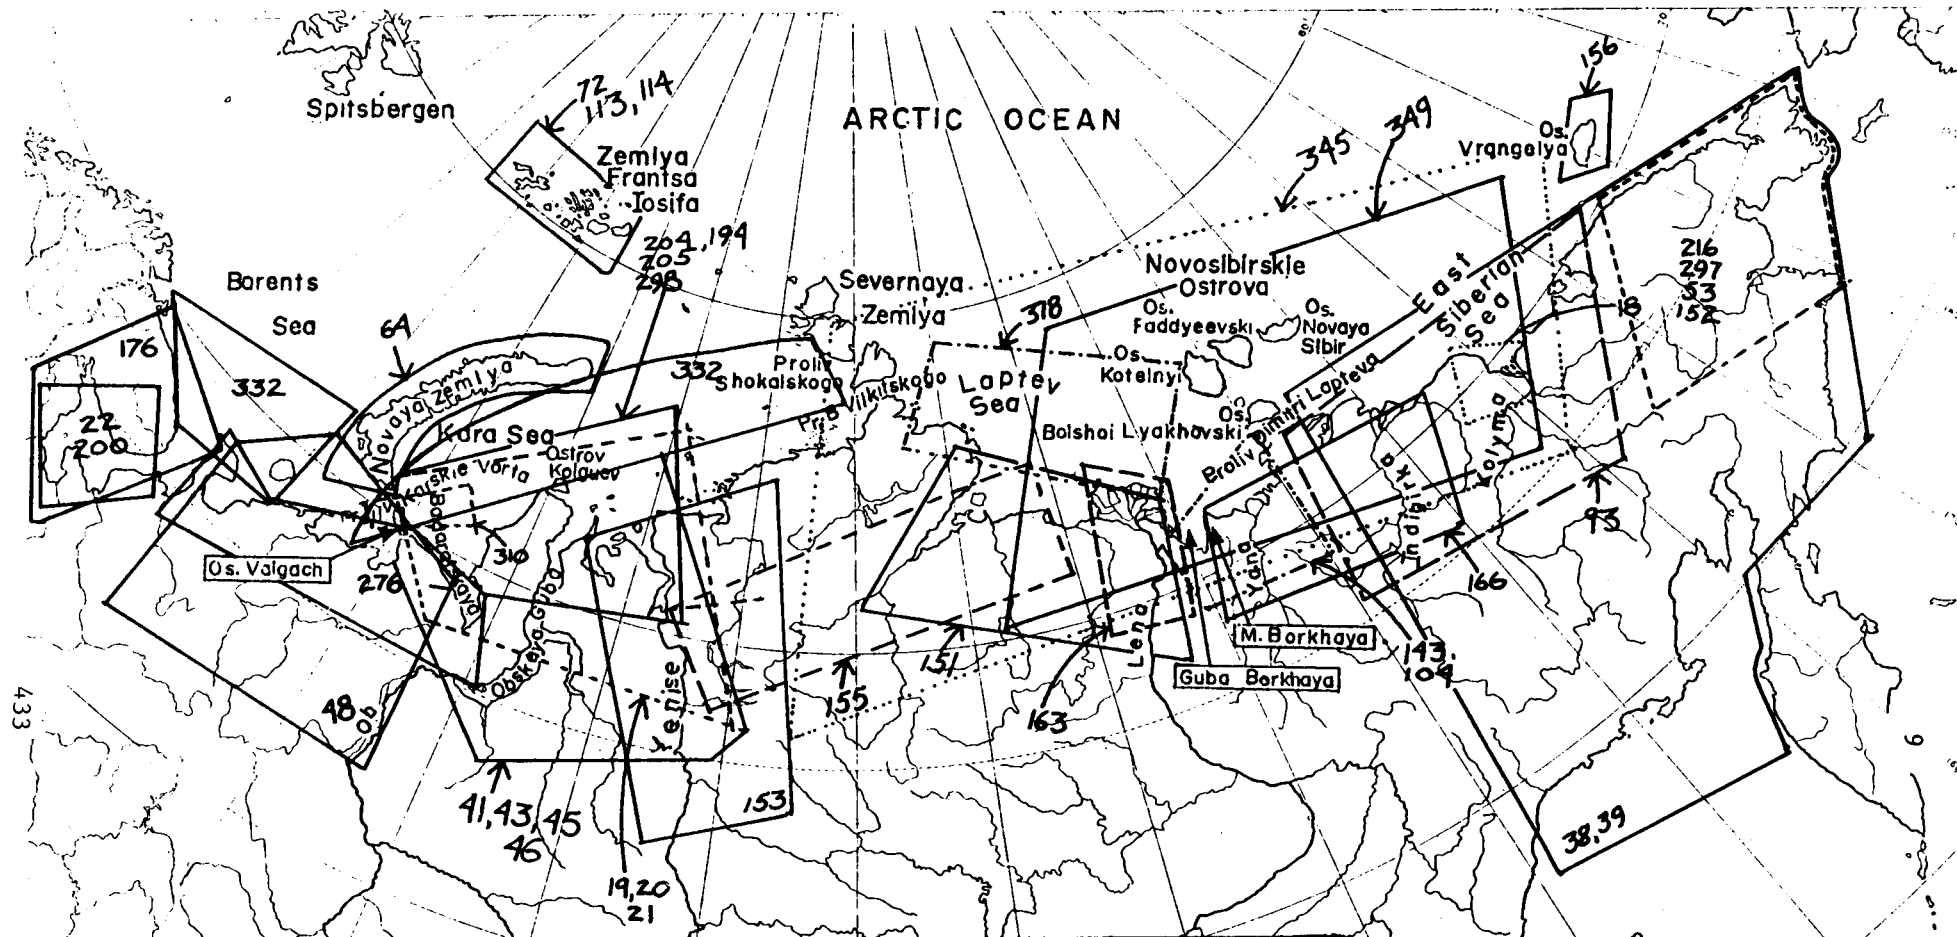 Spitsbergen
72
113, 114
Zemlya
Frantsa
Iosifa
ARCTIC OCEAN
156
Os.
Vrangelya
345
349
204, 194
205
298
Barents
Sea
64
176
332
22
200
Novaya Zemlya
Kara Sea
Karskie Vorta
Ostrov
Kolguev
332
Proliv
Shokalskogo
Severnaya
Zemlya
Vilkitskogo
318
Laptev
Sea
Novosibirskie
Ostrova
Os.
Faddyeevski
Os.
Novaya
Sibir
Os.
Kotelnyi
Os.
Bolshoi Lyakhovski
Proliv Dimitri Lapteva
East
Siberian
Sea
18
216
297
53
152
Os. Vaigach
276
310
Obskaya Guba
48
Ob
Yenise
41, 43, 45
46
19, 20
21
153
155
151
163
Lena
Yana
Indigirka
Kolyma
93
166
M. Borkhaya
Guba Borkhaya
143
104
38, 39
433